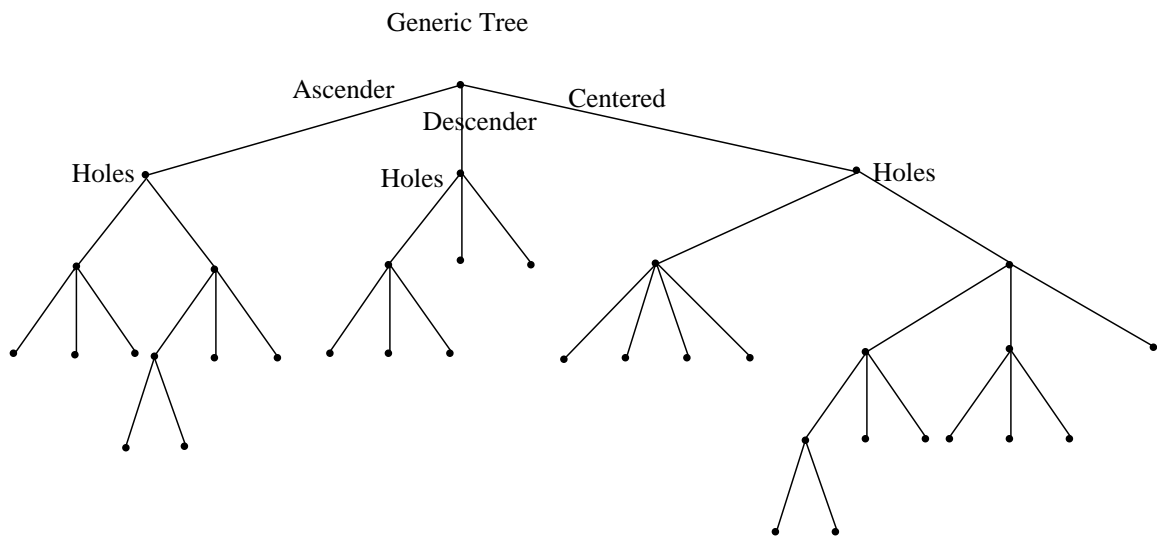 Generic Tree
Ascender
Centered
Descender
Holes
Holes
Holes